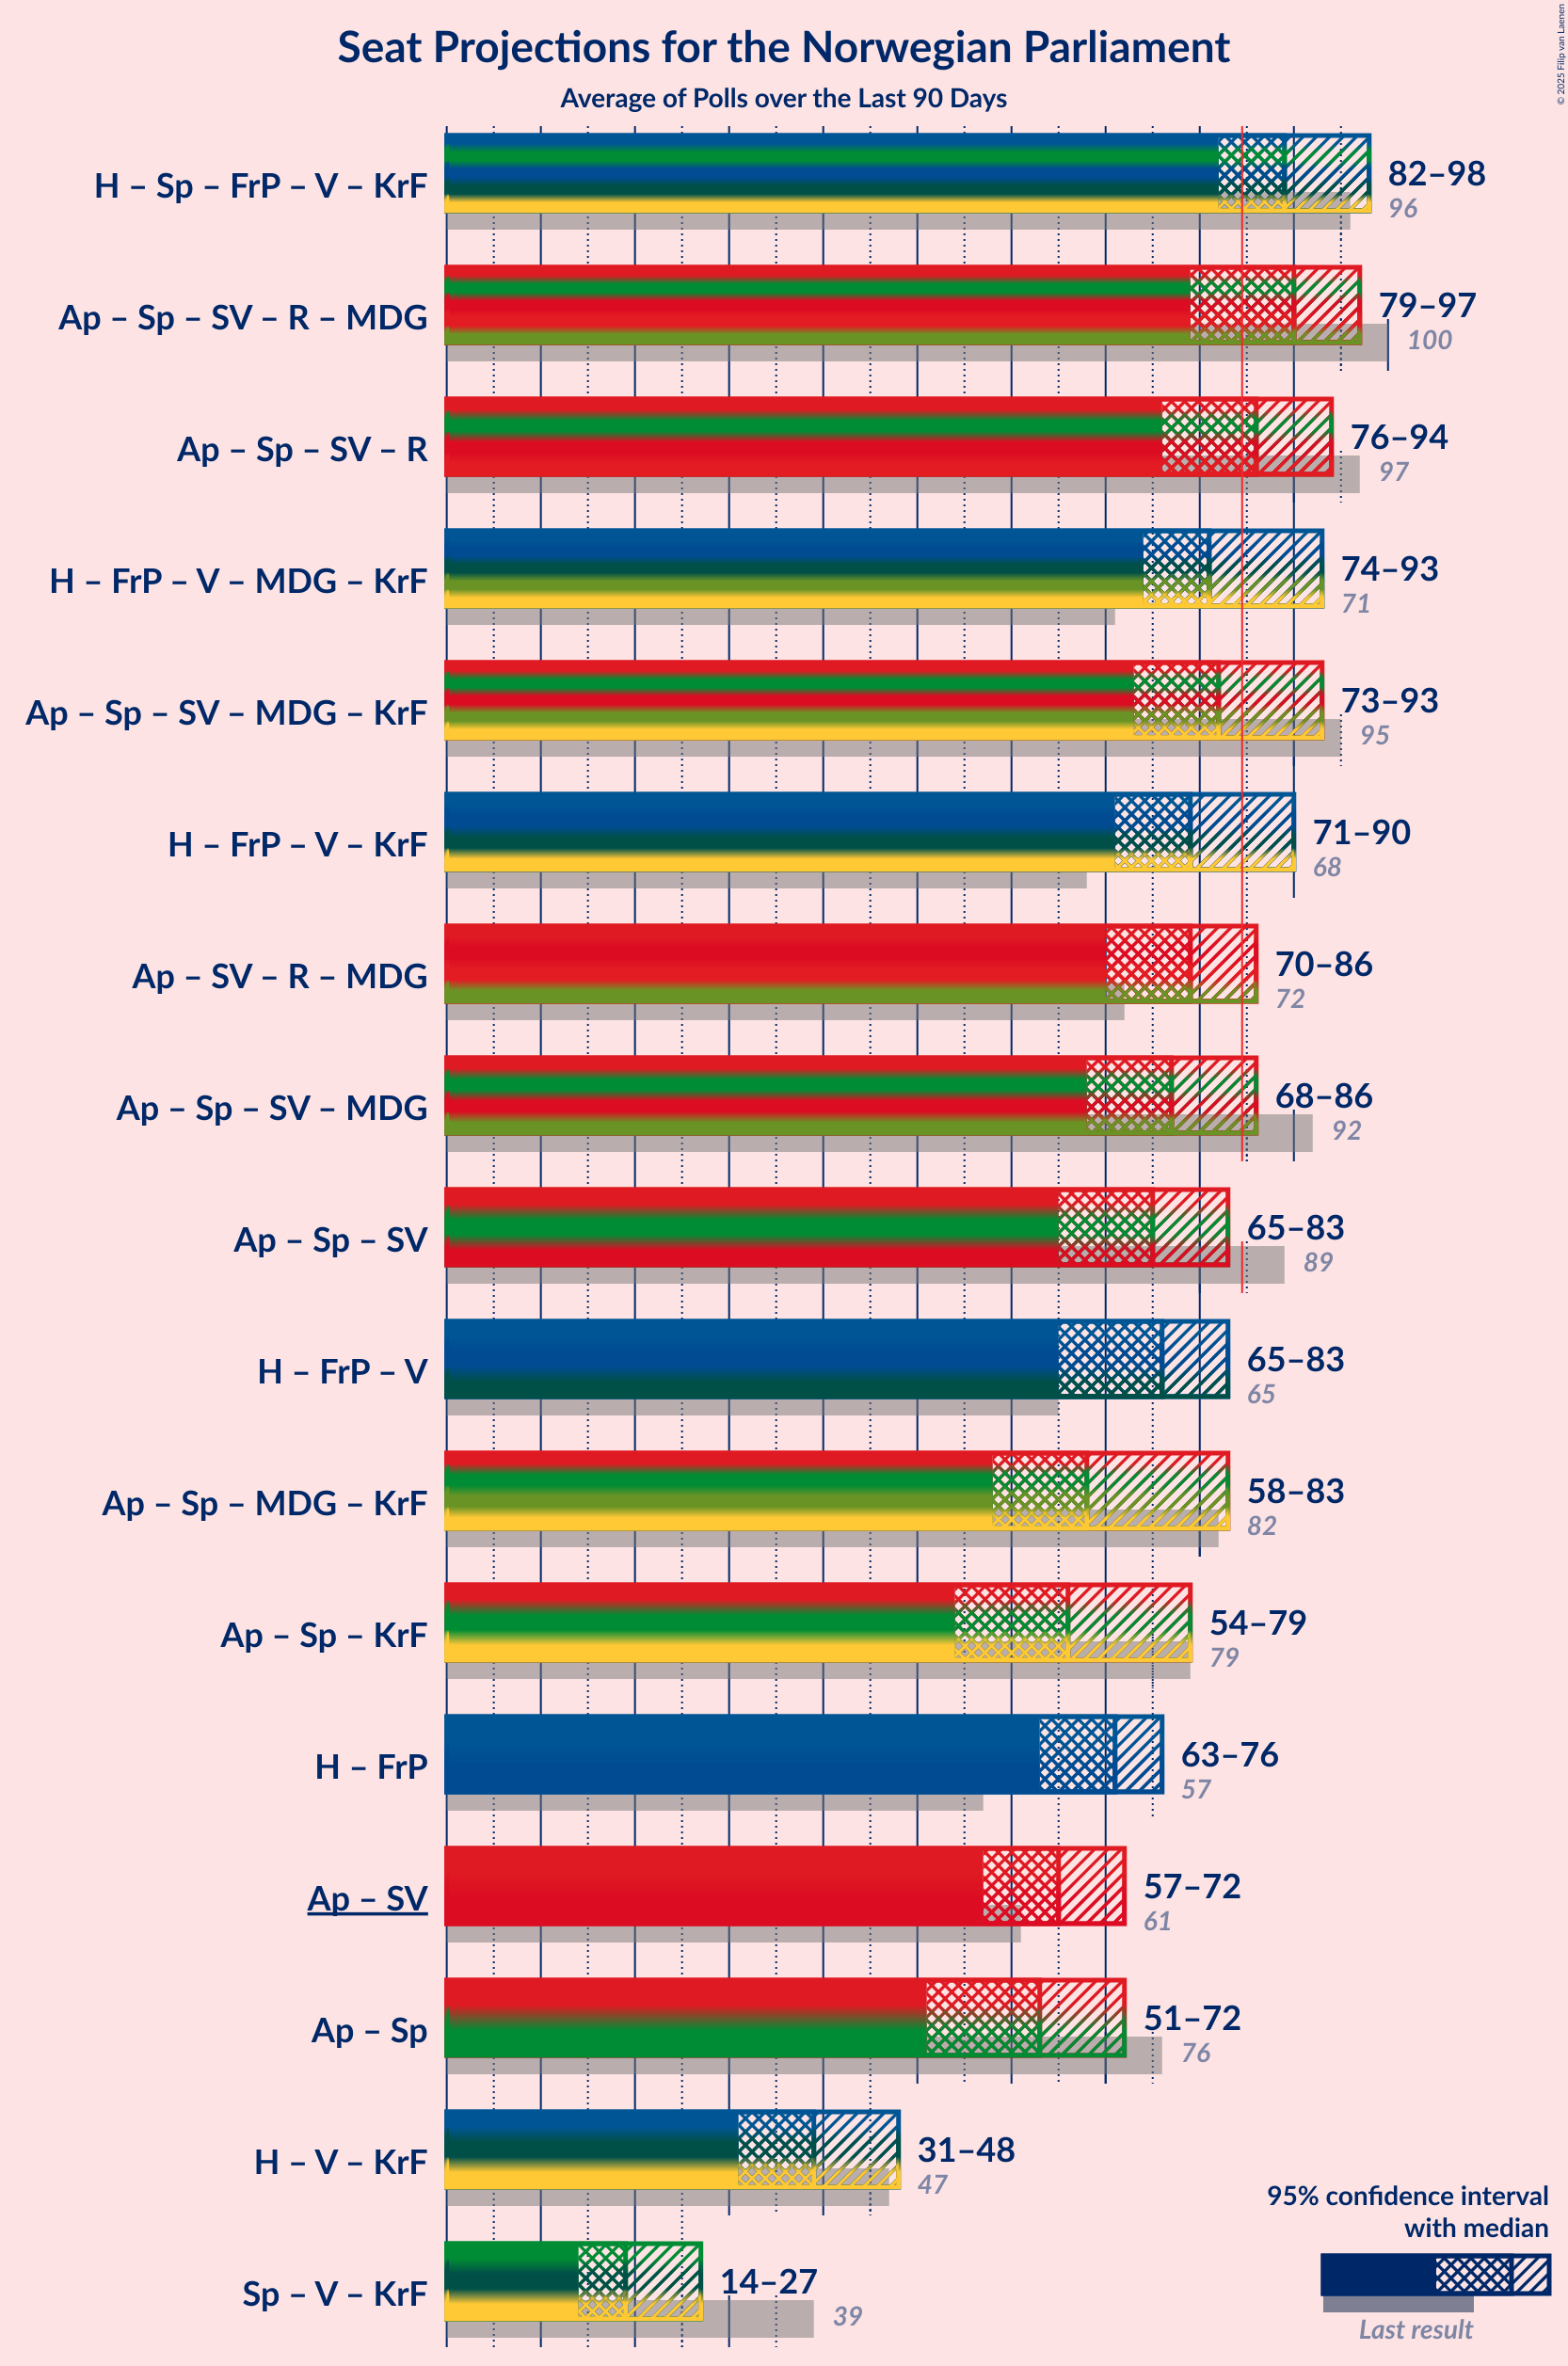 Seat Projections for the Norwegian Parliament
Average of Polls over the Last 90 Days
© 2025 Filip van Laenen
H – Sp – FrP – V – KrF
82–98
96
Ap – Sp – SV – R – MDG
79–97
100
Ap – Sp – SV – R
76–94
97
H – FrP – V – MDG – KrF
74–93
71
Ap – Sp – SV – MDG – KrF
73–93
95
H – FrP – V – KrF
71–90
68
Ap – SV – R – MDG
70–86
72
Ap – Sp – SV – MDG
68–86
92
Ap – Sp – SV
65–83
89
H – FrP – V
65–83
65
Ap – Sp – MDG – KrF
58–83
82
Ap – Sp – KrF
54–79
79
H – FrP
63–76
57
Ap – SV
57–72
61
Ap – Sp
51–72
76
H – V – KrF
31–48
47
Sp – V – KrF
14–27
39
95% confidence interval
with median
Last result